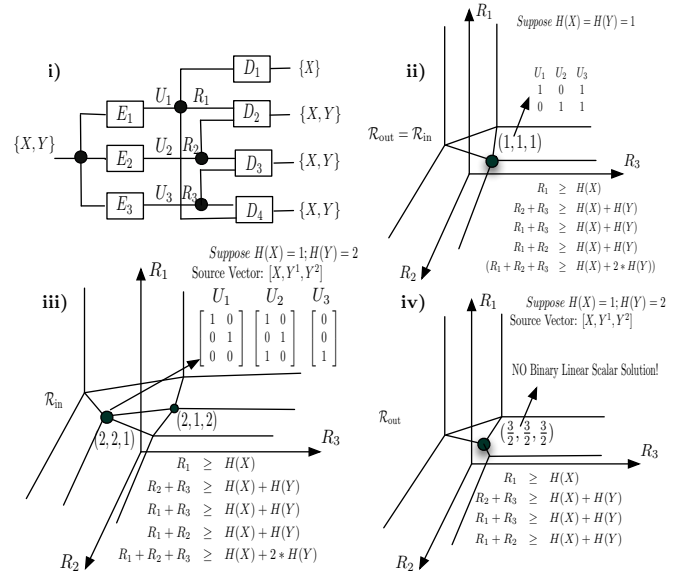 i)
{X,Y}
E₁
E₂
E₃
U₁
U₂
U₃
R₁
R₂
R₃
D₁
D₂
D₃
D₄
{X}
{X,Y}
{X,Y}
{X,Y}
ii)
R₁
Suppose H(X) = H(Y) = 1
U₁ U₂ U₃
1 0 1
0 1 1
ℛout = ℛin
(1,1,1)
R₃
R₂
R₁ ≥ H(X)
R₂ + R₃ ≥ H(X) + H(Y)
R₁ + R₃ ≥ H(X) + H(Y)
R₁ + R₂ ≥ H(X) + H(Y)
(R₁ + R₂ + R₃ ≥ H(X) + 2 * H(Y))
iii)
R₁
Suppose H(X) = 1; H(Y) = 2
Source Vector: [X, Y¹, Y²]
U₁ U₂ U₃
1 0 1 0 0
0 1 0 1 0
0 0 1 0 1
ℛin
(2,2,1)
(2,1,2)
R₃
R₂
R₁ ≥ H(X)
R₂ + R₃ ≥ H(X) + H(Y)
R₁ + R₃ ≥ H(X) + H(Y)
R₁ + R₂ ≥ H(X) + H(Y)
R₁ + R₂ + R₃ ≥ H(X) + 2 * H(Y)
iv)
R₁
Suppose H(X) = 1; H(Y) = 2
Source Vector: [X, Y¹, Y²]
NO Binary Linear Scalar Solution!
ℛout
(3/2, 3/2, 3/2)
R₃
R₂
R₁ ≥ H(X)
R₂ + R₃ ≥ H(X) + H(Y)
R₁ + R₃ ≥ H(X) + H(Y)
R₁ + R₂ ≥ H(X) + H(Y)